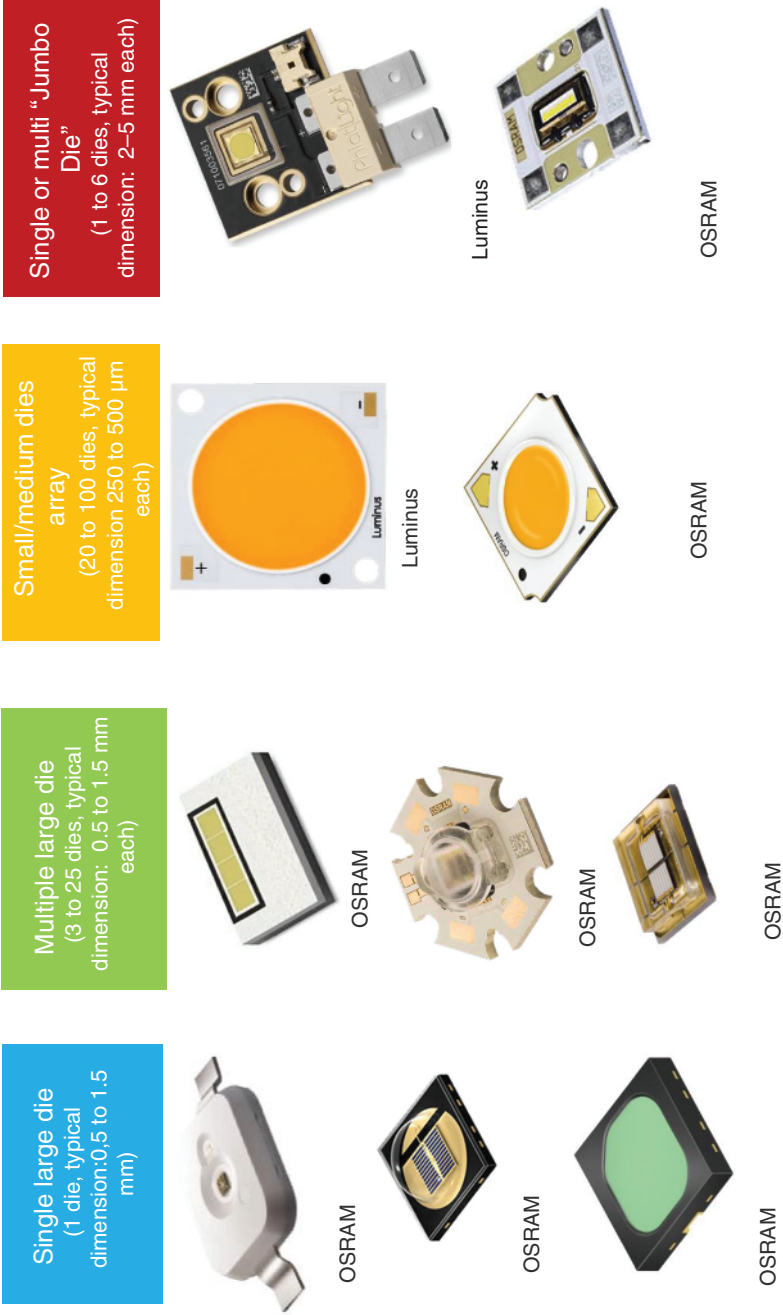 Single large die
(1 die, typical
dimension:0,5 to 1.5
mm)
OSRAM
OSRAM
OSRAM
Multiple large die
(3 to 25 dies, typical
dimension: 0.5 to 1.5 mm
each)
OSRAM
OSRAM
OSRAM
OSRAM
Small/medium dies
array
(20 to 100 dies, typical
dimension 250 to 500 µm
each)
+
-
Luminus
Luminus
OSRAM
+
-
OSRAM
Single or multi “Jumbo
Die”
(1 to 6 dies, typical
dimension: 2–5 mm each)
071003561
+
-
PhlatLight
Luminus
OSRAM
OSRAM